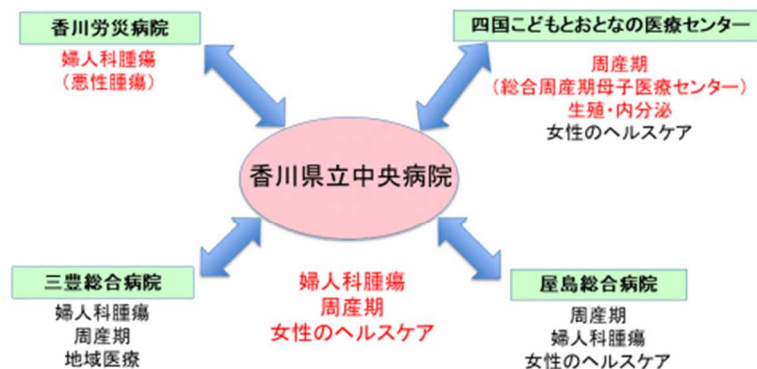 香川労災病院
婦人科腫瘍
（悪性腫瘍）
四国こどもとおとなの医療センター
周産期
（総合周産期母子医療センター）
生殖・内分泌
女性のヘルスケア
香川県立中央病院
婦人科腫瘍
周産期
女性のヘルスケア
三豊総合病院
婦人科腫瘍
周産期
地域医療
屋島総合病院
周産期
婦人科腫瘍
女性のヘルスケア